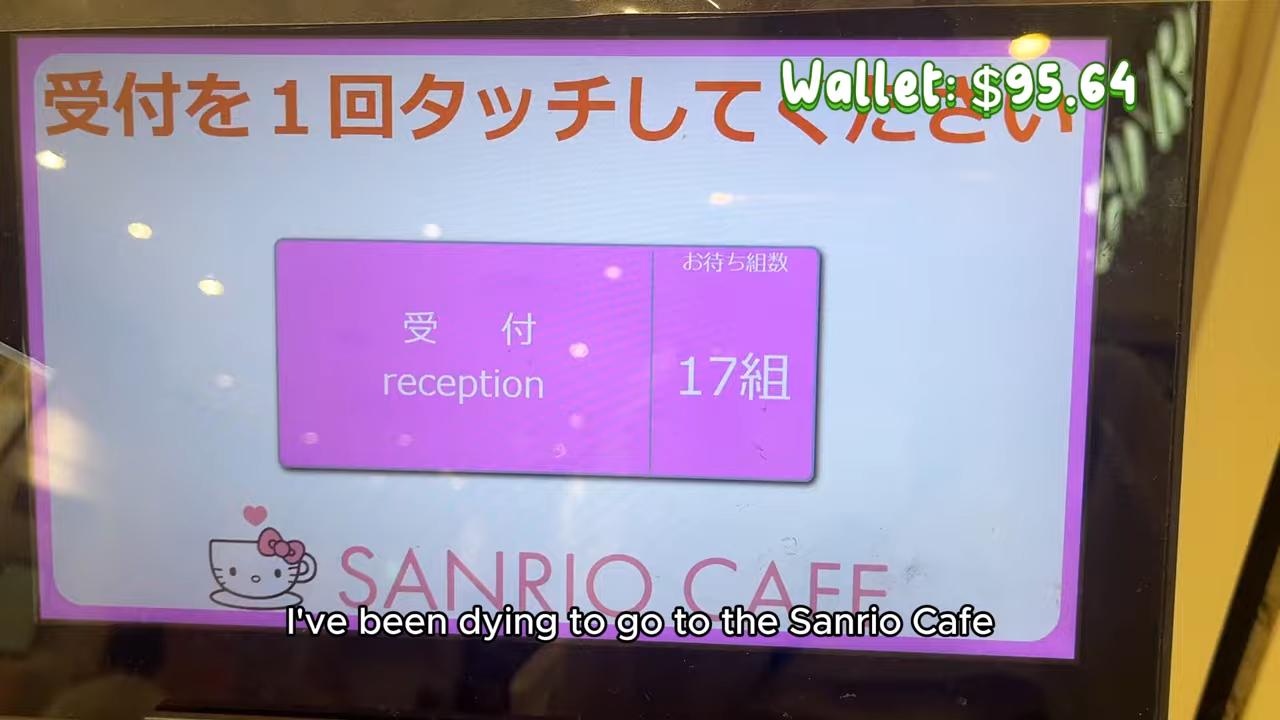 受付を１回タッチしてください
Wallet: $95.64
お待ち組数
受 付
reception
17組
SANRIO CAFE
I've been dying to go to the Sanrio Cafe